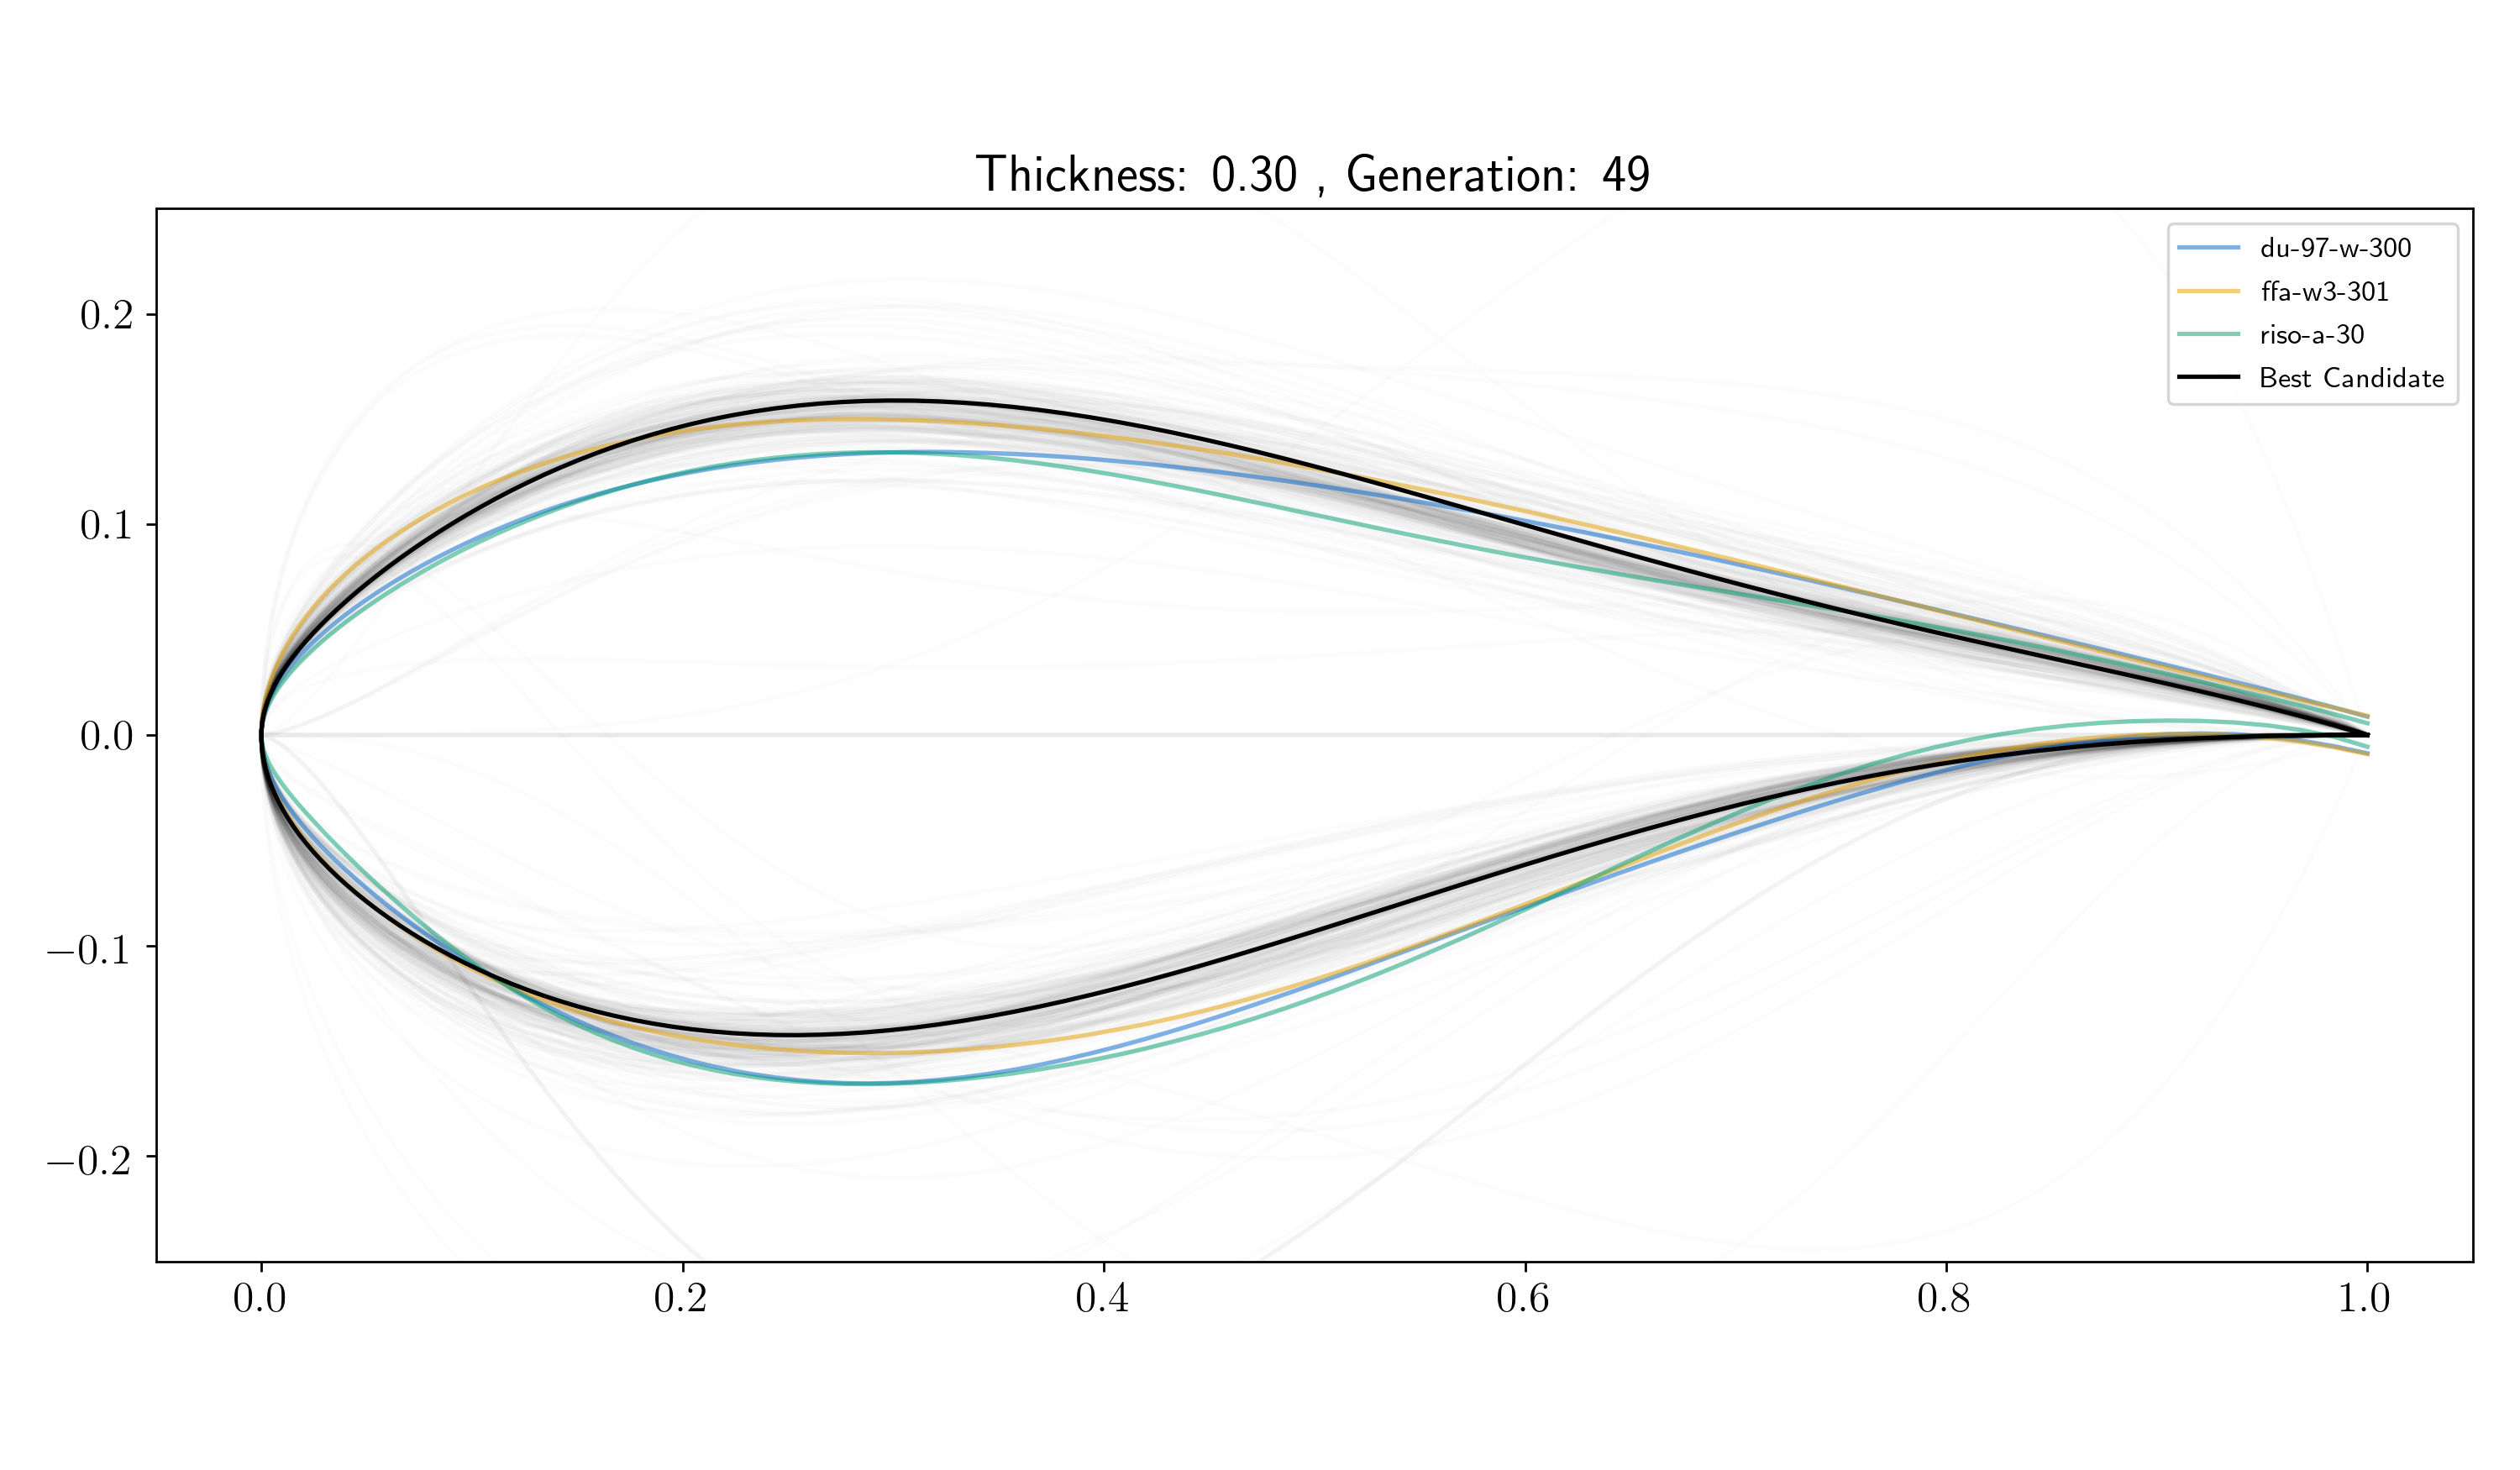 Thickness: 0.30 , Generation: 49
du-97-w-300
ffa-w3-301
riso-a-30
Best Candidate
0.2
0.1
0.0
−0.1
−0.2
0.0 0.2 0.4 0.6 0.8 1.0